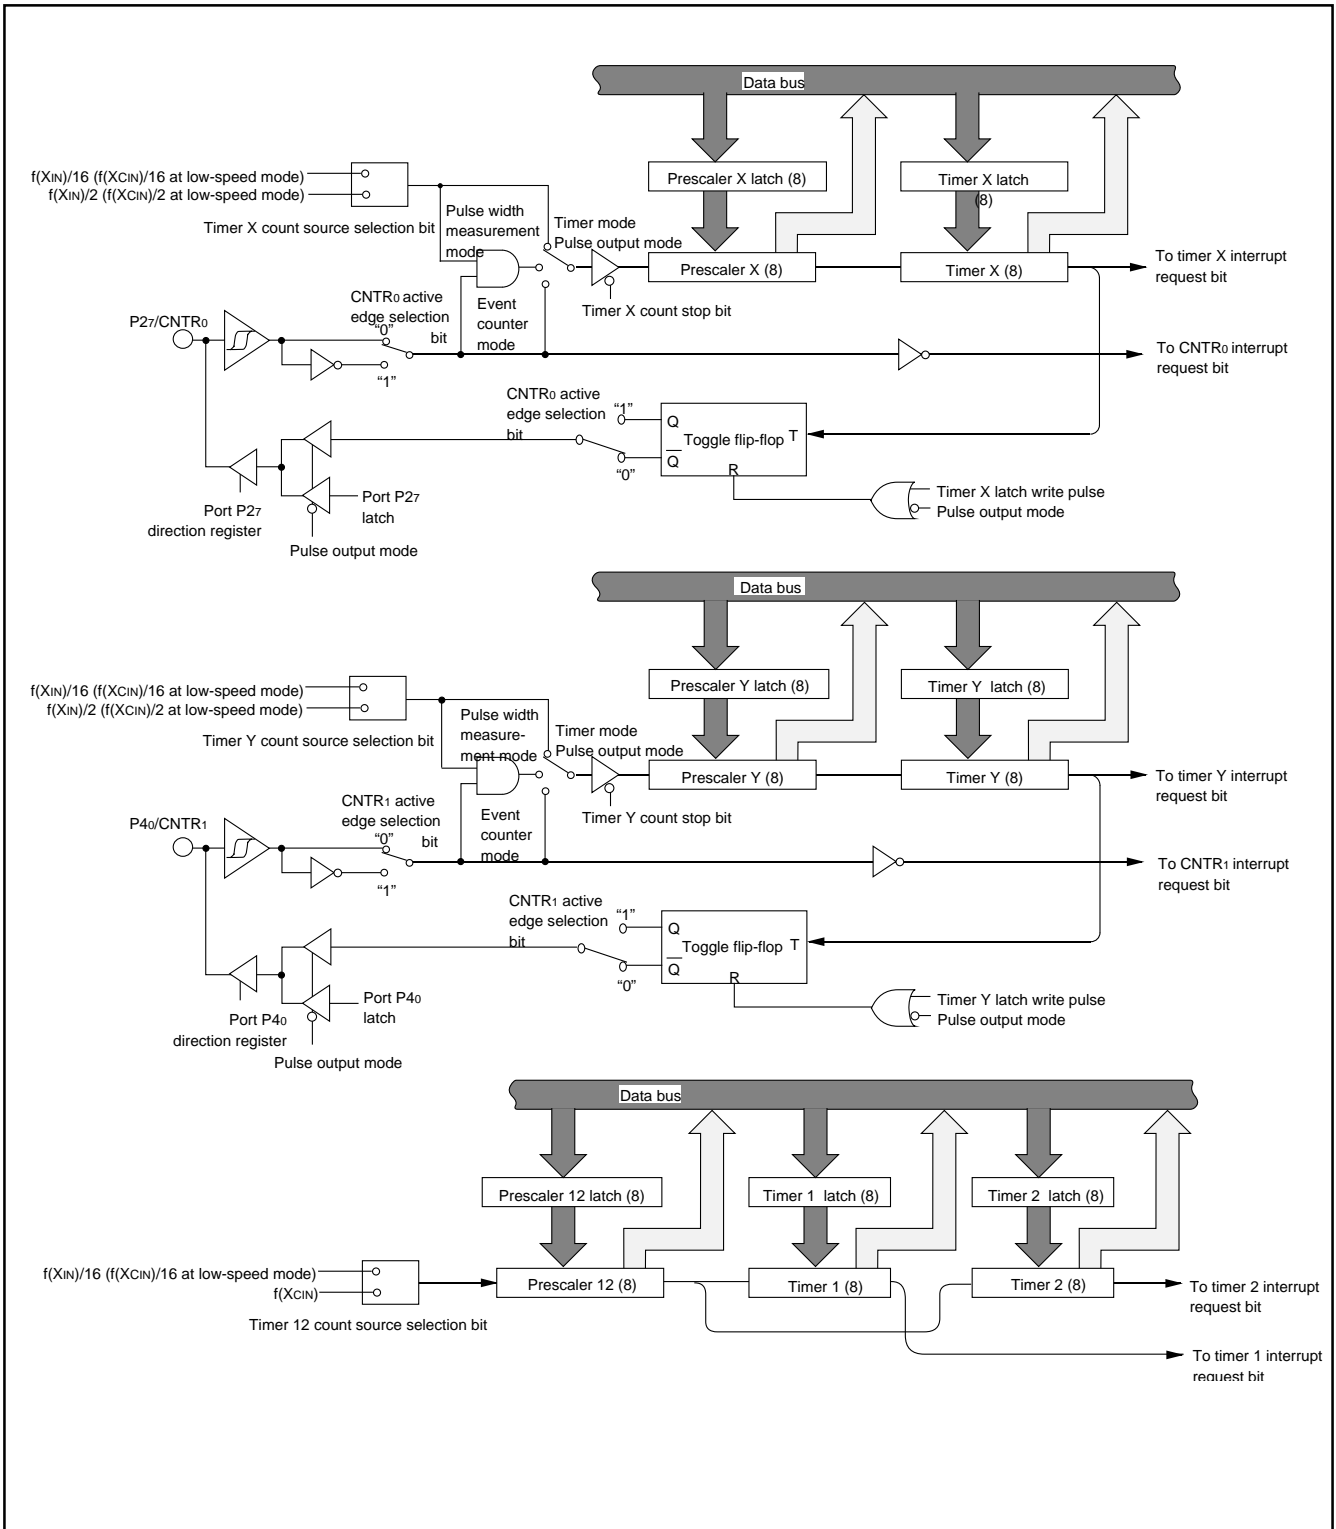 Data bus
f(XIN)/16 (f(XCIN)/16 at low-speed mode)
f(XIN)/2 (f(XCIN)/2 at low-speed mode)
Timer X count source selection bit
Prescaler X latch (8)
Timer X latch
(8)
Pulse width
measurement
mode
Timer mode
Pulse output mode
Prescaler X (8)
Timer X (8)
To timer X interrupt
request bit
Timer X count stop bit
CNTR0 active
edge selection
bit
"0"
"1"
Event
counter
mode
P27/CNTR0
To CNTR0 interrupt
request bit
CNTR0 active
edge selection
bit
"1"
"0"
Q
Toggle flip-flop
T
Q
R
Timer X latch write pulse
Pulse output mode
Port P27
latch
Port P27
direction register
Pulse output mode
Data bus
f(XIN)/16 (f(XCIN)/16 at low-speed mode)
f(XIN)/2 (f(XCIN)/2 at low-speed mode)
Timer Y count source selection bit
Prescaler Y latch (8)
Timer Y latch (8)
Pulse width
measure-
ment mode
Timer mode
Pulse output mode
Prescaler Y (8)
Timer Y (8)
To timer Y interrupt
request bit
Timer Y count stop bit
CNTR1 active
edge selection
bit
"0"
"1"
Event
counter
mode
P40/CNTR1
To CNTR1 interrupt
request bit
CNTR1 active
edge selection
bit
"1"
"0"
Q
Toggle flip-flop
T
Q
R
Timer Y latch write pulse
Pulse output mode
Port P40
latch
Port P40
direction register
Pulse output mode
Data bus
Prescaler 12 latch (8)
Timer 1 latch (8)
Timer 2 latch (8)
f(XIN)/16 (f(XCIN)/16 at low-speed mode)
f(XCIN)
Timer 12 count source selection bit
Prescaler 12 (8)
Timer 1 (8)
Timer 2 (8)
To timer 2 interrupt
request bit
To timer 1 interrupt
request bit